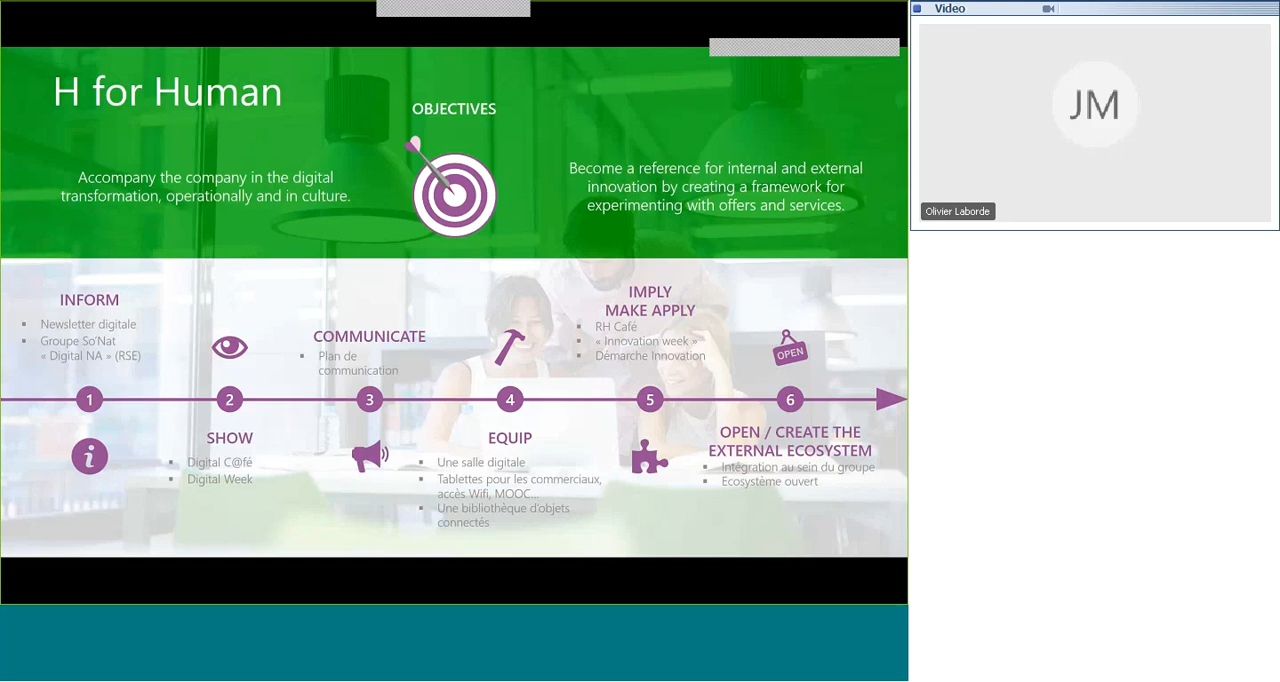 H for Human
OBJECTIVES
Accompany the company in the digital
transformation, operationally and in culture.
Become a reference for internal and external
innovation by creating a framework for
experimenting with offers and services.
INFORM
▪ Newsletter digitale
▪ Groupe So'Nat
« Digital NA » (RSE)
COMMUNICATE
▪ Plan de
communication
IMPLY
MAKE APPLY
▪ RH Café
▪ « Innovation week »
▪ Démarche Innovation
OPEN
1
2
3
4
5
6
i
SHOW
▪ Digital C@fé
▪ Digital Week
EQUIP
▪ Une salle digitale
▪ Tablettes pour les commerciaux,
accès Wifi, MOOC...
▪ Une bibliothèque d'objets
connectés
OPEN / CREATE THE
EXTERNAL ECOSYSTEM
▪ Intégration au sein du groupe
▪ Ecosystème ouvert
Video
JM
Olivier Laborde